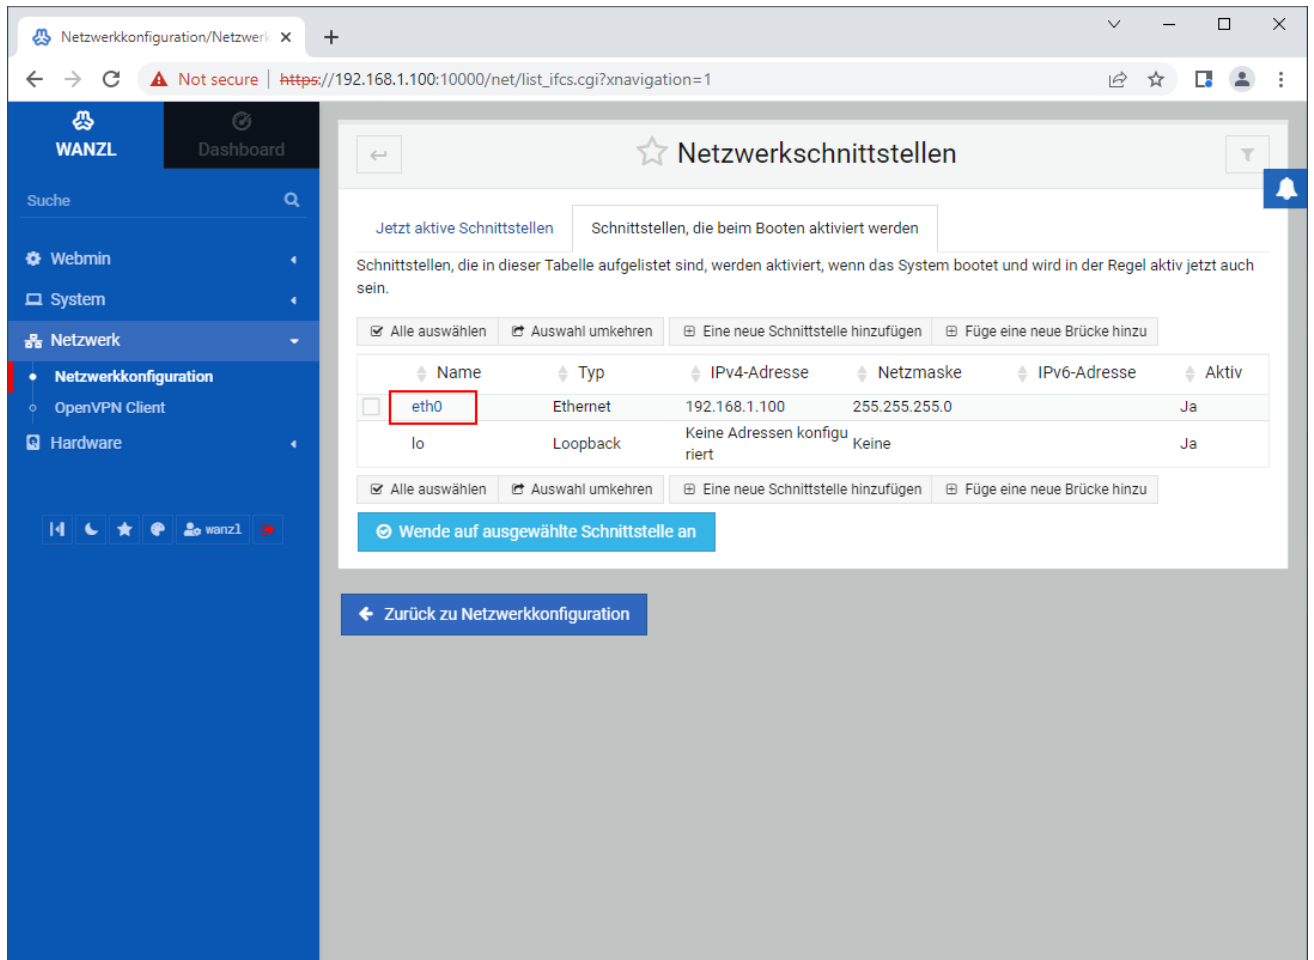 Netzwerkkonfiguration/Netzwerk
Not secure | https://192.168.1.100:10000/net/list_ifcs.cgi?xnavigation=1
WANZL
Dashboard
Suche
Webmin
System
Netzwerk
Netzwerkkonfiguration
OpenVPN Client
Hardware
wanzl
Netzwerkschnittstellen
Jetzt aktive Schnittstellen
Schnittstellen, die beim Booten aktiviert werden
Schnittstellen, die in dieser Tabelle aufgelistet sind, werden aktiviert, wenn das System bootet und wird in der Regel aktiv jetzt auch
sein.
Alle auswählen Auswahl umkehren Eine neue Schnittstelle hinzufügen Füge eine neue Brücke hinzu
Name Typ IPv4-Adresse Netzmaske IPv6-Adresse Aktiv
eth0 Ethernet 192.168.1.100 255.255.255.0 Ja
lo Loopback Keine Adressen konfigu
riert Keine Ja
Alle auswählen Auswahl umkehren Eine neue Schnittstelle hinzufügen Füge eine neue Brücke hinzu
Wende auf ausgewählte Schnittstelle an
Zurück zu Netzwerkkonfiguration